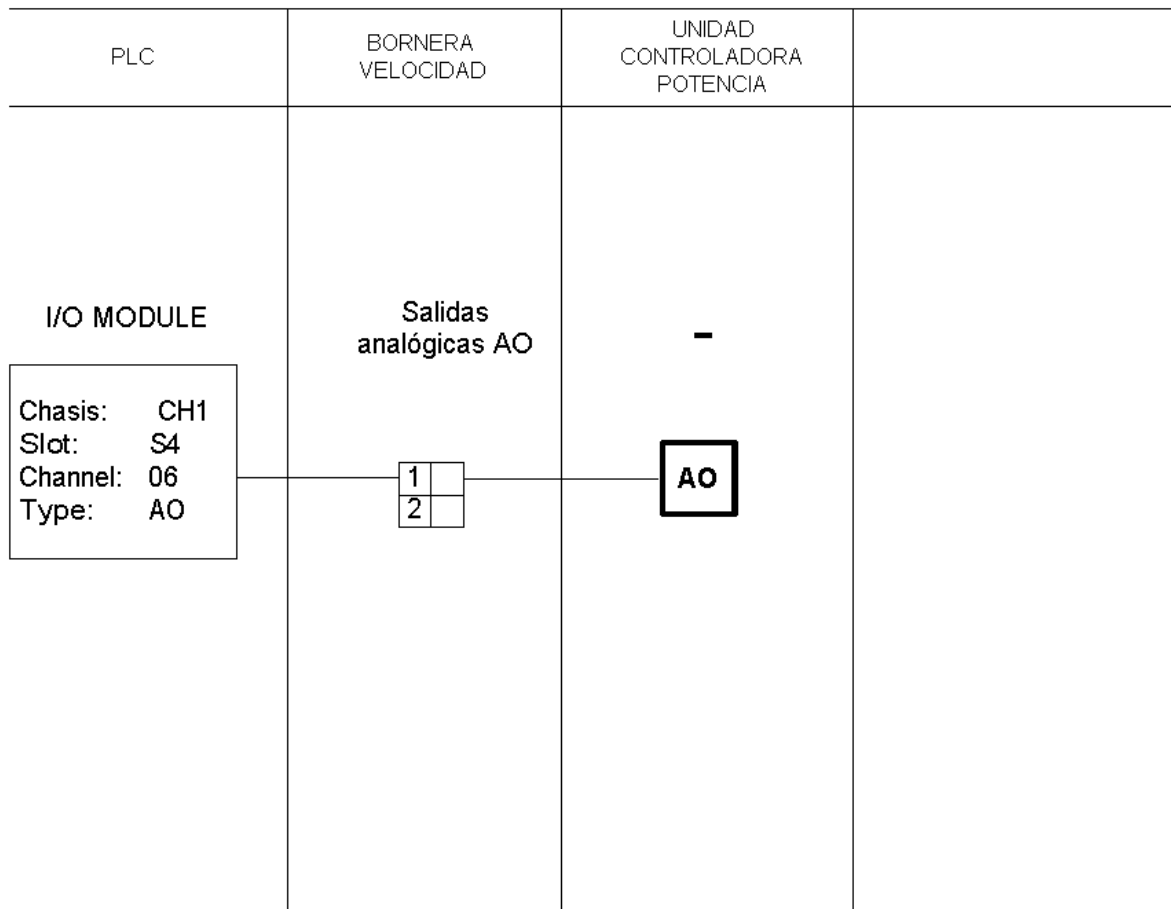 PLC
BORNERA
VELOCIDAD
UNIDAD
CONTROLADORA
POTENCIA
I/O MODULE
Salidas
analógicas AO
-
Chasis: CH1
Slot: S4
Channel: 06
Type: AO
1
2
AO